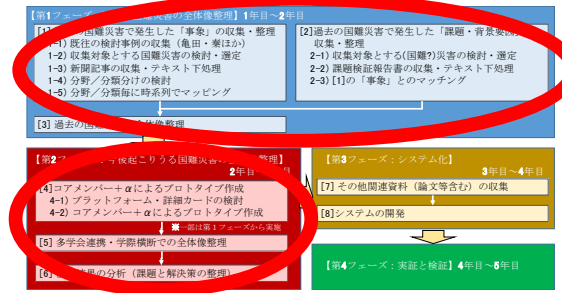 【第1フェーズ： 国難災害の全体像整理】1年目～2年目
[1] の国難災害で発生した「事象」の収集・整理
1-1) 既往の検討事例の収集（亀田・秦ほか）
1-2) 収集対象とする国難災害の検討・選定
1-3) 新聞記事の収集・テキスト下処理
1-4) 分野／分類分けの検討
1-5) 分野／分類毎に時系列でマッピング
[2]過去の国難災害で発生した「課題・背景要因
収集・整理
2-1) 収集対象とする(国難?)災害の検討・選定
2-2) 課題検証報告書の収集・テキスト下処理
2-3) [1]の「事象」とのマッチング
[3] 過去の国難 全体像整理
【第2フ 今後起こりうる国難災害の 整理】
2年目～
[4]コアメンバー＋αによるプロトタイプ作成
4-1) プラットフォーム・詳細カードの検討
4-2) コアメンバー＋αによるプロトタイプ作成
※一部は第1フェーズから実施
[5] 多学会連携・学際横断での全体像整理
[6] 結果の分析（課題と解決策の整理）
【第3フェーズ：システム化】
3年目～4年目
[7] その他関連資料（論文等含む）の収集
[8]システムの開発
【第4フェーズ：実証と検証】4年目～5年目